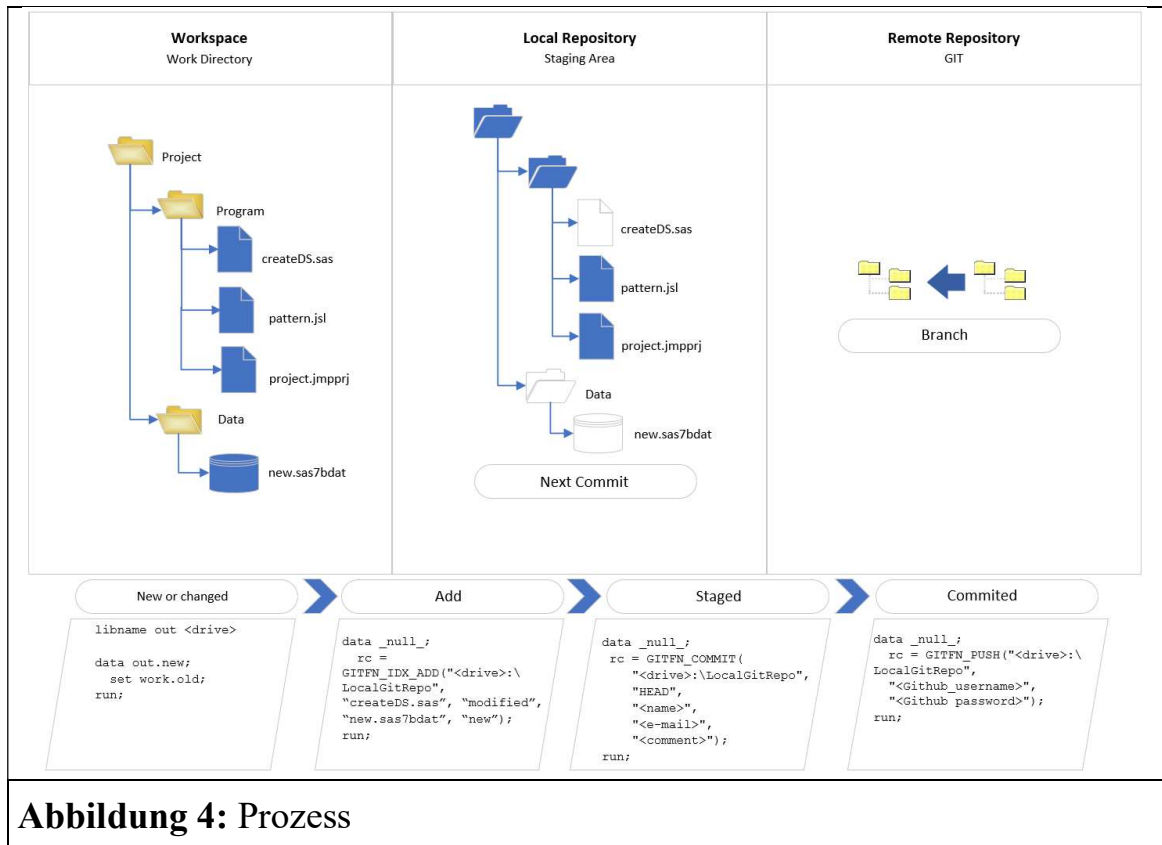 Workspace
Work Directory
Local Repository
Staging Area
Remote Repository
GIT
Project
Program
createDS.sas
pattern.jsl
project.jmpprj
Data
new.sas7bdat
createDS.sas
pattern.jsl
project.jmpprj
Data
new.sas7bdat
Next Commit
Branch
New or changed
Add
Staged
Commited
libname out <drive>
data out.new;
set work.old;
run;
data _null_;
rc =
GITFN_IDX_ADD("<drive>:\
LocalGitRepo",
“createDS.sas”, “modified”,
“new.sas7bdat”, “new”);
run;
data _null_;
rc = GITFN_COMMIT(
"<drive>:\LocalGitRepo",
"HEAD",
"<name>",
"<e-mail>",
"<comment>");
run;
data _null_;
rc = GITFN_PUSH("<drive>:\
LocalGitRepo",
"<Github_username>",
"<Github password>");
run;
Abbildung 4: Prozess